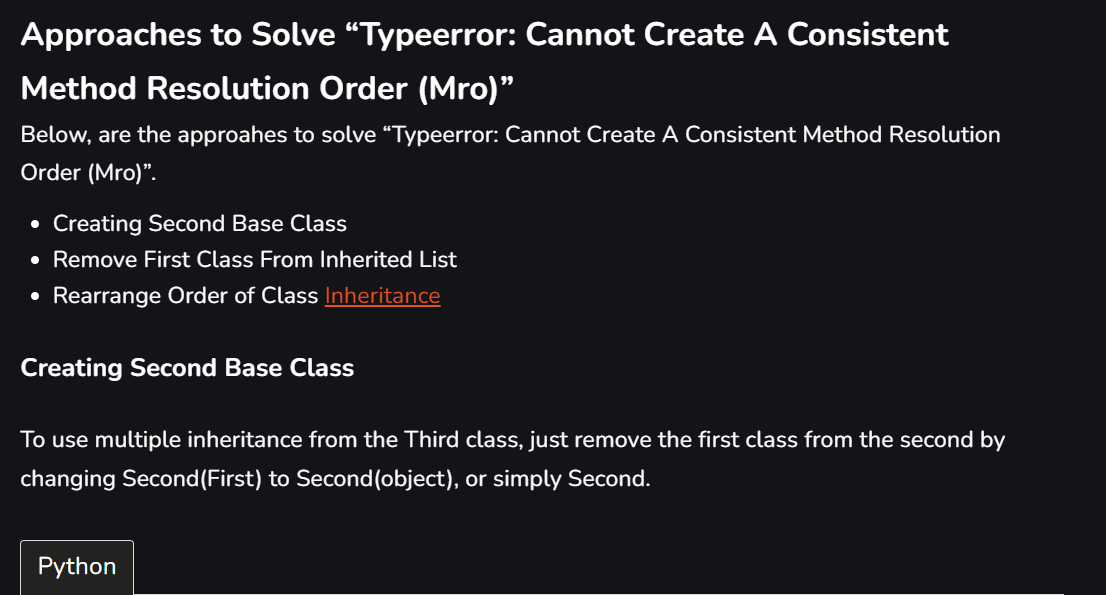 Approaches to Solve “Typeerror: Cannot Create A Consistent
Method Resolution Order (Mro)”
Below, are the approahes to solve “Typeerror: Cannot Create A Consistent Method Resolution
Order (Mro)”.
• Creating Second Base Class
• Remove First Class From Inherited List
• Rearrange Order of Class Inheritance
Creating Second Base Class
To use multiple inheritance from the Third class, just remove the first class from the second by
changing Second(First) to Second(object), or simply Second.
Python